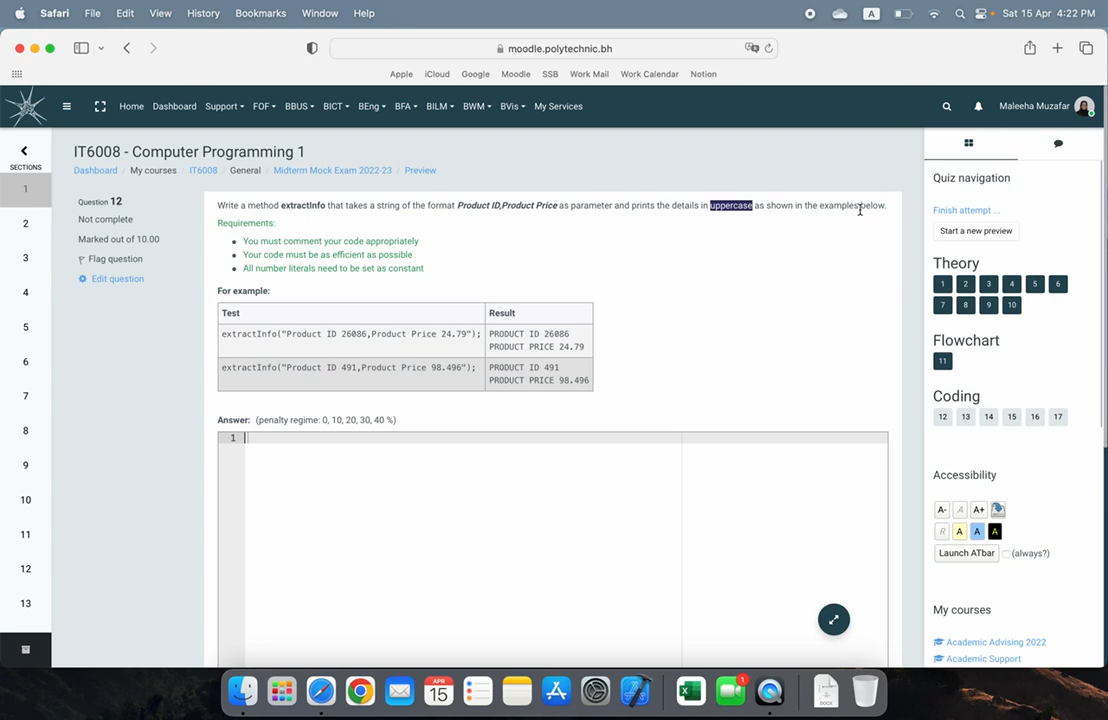 Safari File Edit View History Bookmarks Window Help A Sat 15 Apr 4:22 PM
moodle.polytechnic.bh
Apple iCloud Google Moodle SSB Work Mail Work Calendar Notion
Home Dashboard Support FOF BBUS BICT BEng BFA BILM BWM BVis My Services Maleeha Muzafar
SECTIONS
1
2
3
4
5
6
7
8
9
10
11
12
13
IT6008 - Computer Programming 1
Dashboard / My courses / IT6008 / General / Midterm Mock Exam 2022-23 / Preview
Question 12
Not complete
Marked out of 10.00
Flag question
Edit question
Write a method extractInfo that takes a string of the format Product ID,Product Price as parameter and prints the details in uppercase as shown in the examples below.
Requirements:
You must comment your code appropriately
Your code must be as efficient as possible
All number literals need to be set as constant
For example:
Test Result
extractInfo("Product ID 26086,Product Price 24.79"); PRODUCT ID 26086
PRODUCT PRICE 24.79
extractInfo("Product ID 491,Product Price 98.496"); PRODUCT ID 491
PRODUCT PRICE 98.496
Answer: (penalty regime: 0, 10, 20, 30, 40 %)
1
Quiz navigation
Finish attempt ...
Start a new preview
Theory
1 2 3 4 5 6
7 8 9 10
Flowchart
11
Coding
12 13 14 15 16 17
Accessibility
A- A A+
R A A A
Launch ATbar (always?)
My courses
Academic Advising 2022
Academic Support
APR
15
X
1
DOCX